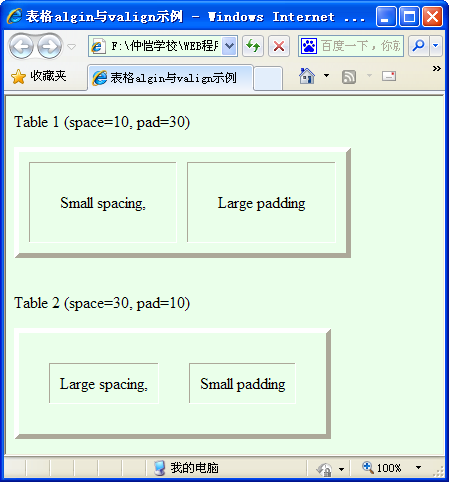 表格algin与valign示例 - Windows Internet ...
F:\仲恺学校\WEB程序
百度一下，你就
收藏夹
表格algin与valign示例
»
Table 1 (space=10, pad=30)
Small spacing,
Large padding
Table 2 (space=30, pad=10)
Large spacing,
Small padding
我的电脑
100%